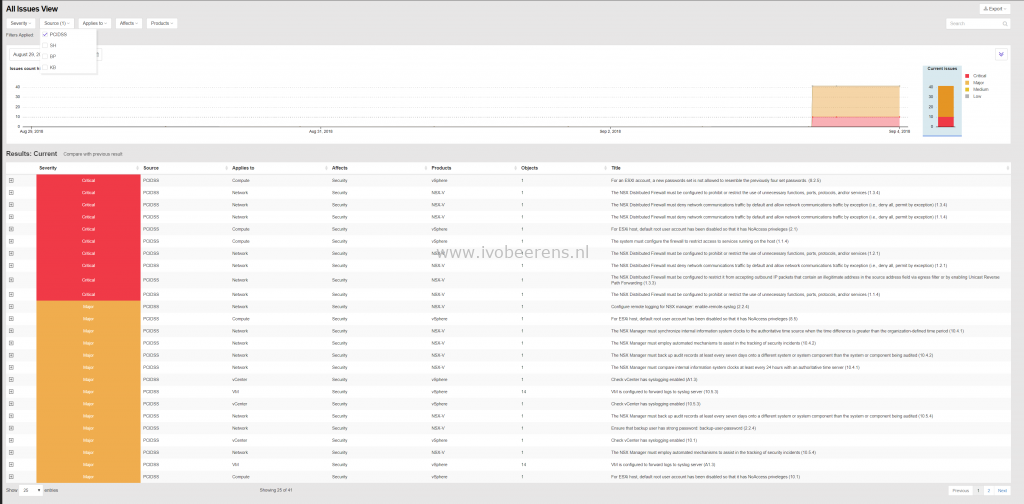 All Issues View
Export
Severity
Source (1)
Applies to
Affects
Products
Search
Filters Applied
PCIDSS
SH
BP
KB
August 29, 20
Issues count
40
30
20
10
0
Aug 29, 2018
Aug 31, 2018
Sep 2, 2018
Sep 4, 2018
Current issues
40
30
20
10
0
Critical
Major
Medium
Low
Results: Current
Compare with previous result
Severity Source Applies to Affects Products Objects Title
Critical PCIDSS Compute Security vSphere 1 For an ESXi account, a new passwords set is not allowed to resemble the previously four set passwords. (8.2.5)
Critical PCIDSS Network Security NSX-V 1 The NSX Distributed Firewall must be configured to prohibit or restrict the use of unnecessary functions, ports, protocols, and/or services (1.3.4)
Critical PCIDSS Network Security NSX-V 1 The NSX Distributed Firewall must deny network communications traffic by default and allow network communications traffic by exception (i.e., deny all, permit by exception) (1.3.4)
Critical PCIDSS Network Security NSX-V 1 The NSX Distributed Firewall must deny network communications traffic by default and allow network communications traffic by exception (i.e., deny all, permit by exception) (1.1.4)
Critical PCIDSS Compute Security vSphere 1 For ESXi host, default root user account has been disabled so that it has NoAccess priveleges (2.1)
Critical PCIDSS Compute Security vSphere 1 The system must configure the firewall to restrict access to services running on the host (1.1.4)
Critical PCIDSS Network Security NSX-V 1 The NSX Distributed Firewall must be configured to prohibit or restrict the use of unnecessary functions, ports, protocols, and/or services (1.2.1)
www.ivobeerens.nl
Critical PCIDSS Network Security NSX-V 1 The NSX Distributed Firewall must deny network communications traffic by default and allow network communications traffic by exception (i.e., deny all, permit by exception) (1.2.1)
Critical PCIDSS Network Security NSX-V 1 The NSX Distributed Firewall must be configured to restrict it from accepting outbound IP packets that contain an illegitimate address in the source address field via egress filter or by enabling Unicast Reverse
Path Forwarding (1.3.3)
Critical PCIDSS Network Security NSX-V 1 The NSX Distributed Firewall must be configured to prohibit or restrict the use of unnecessary functions, ports, protocols, and/or services (1.1.4)
Major PCIDSS Network Security NSX-V 1 Configure remote logging for NSX manager: enable-remote-syslog (2.2.4)
Major PCIDSS Compute Security vSphere 1 For ESXi host, default root user account has been disabled so that it has NoAccess priveleges
Major PCIDSS Network Security NSX-V 1 The NSX Manager must synchronize internal information system clocks to the authoritative time source when the time difference is greater than the organization-defined time period (10.4.1)
Major PCIDSS Network Security NSX-V 1 The NSX Manager must employ automated mechanisms to assist in the tracking of security incidents
Major PCIDSS Network Security NSX-V 1 The NSX Manager must back up audit records at least every seven days onto a different system or system component than the system or component being audited
Major PCIDSS Network Security NSX-V 1 The NSX Manager must compare internal information system clocks at least every 24 hours with an authoritative time server (10.4.1)
Major PCIDSS vCenter Security vSphere 1 Check vCenter has syslogging enabled (A1.3)
Major PCIDSS VM Security vSphere 14 VM is configured to forward logs to syslog server (10.5.3)
Major PCIDSS vCenter Security vSphere 1 Check vCenter has syslogging enabled (10.5.3)
Major PCIDSS Network Security NSX-V 1 The NSX Manager must back up audit records at least every seven days onto a different system or system component than the system or component being audited (10.5.4)
Major PCIDSS Network Security NSX-V 1 Ensure that backup user has strong password: backup-user-password (2.2.4)
Major PCIDSS vCenter Security vSphere 1 Check vCenter has syslogging enabled (10.1)
Major PCIDSS Network Security NSX-V 1 The NSX Manager must employ automated mechanisms to assist in the tracking of security incidents (10.5.4)
Major PCIDSS VM Security vSphere 14 VM is configured to forward logs to syslog server (A1.3)
Major PCIDSS Compute Security vSphere 1 For ESXi host, default root user account has been disabled so that it has NoAccess priveleges (10.1)
Show 25 entries
Showing 25 of 41
Previous 1 2 Next